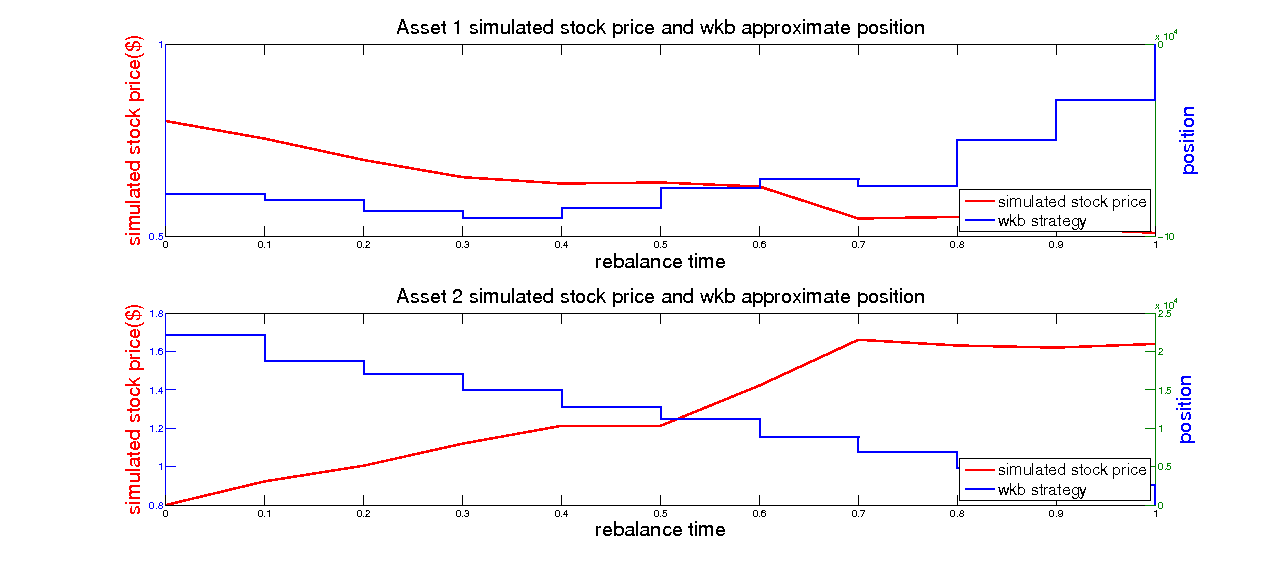 Asset 1 simulated stock price and wkb approximate position
x 10^4
1 0
simulated stock price($)
position
simulated stock price
wkb strategy
0.5 -10
0 0.1 0.2 0.3 0.4 0.5 0.6 0.7 0.8 0.9 1
rebalance time
Asset 2 simulated stock price and wkb approximate position
x 10^4
1.8 2.5
1.6 2
1.4 1.5
1.2 1
1 0.5
0.8 0
simulated stock price($)
position
simulated stock price
wkb strategy
0 0.1 0.2 0.3 0.4 0.5 0.6 0.7 0.8 0.9 1
rebalance time